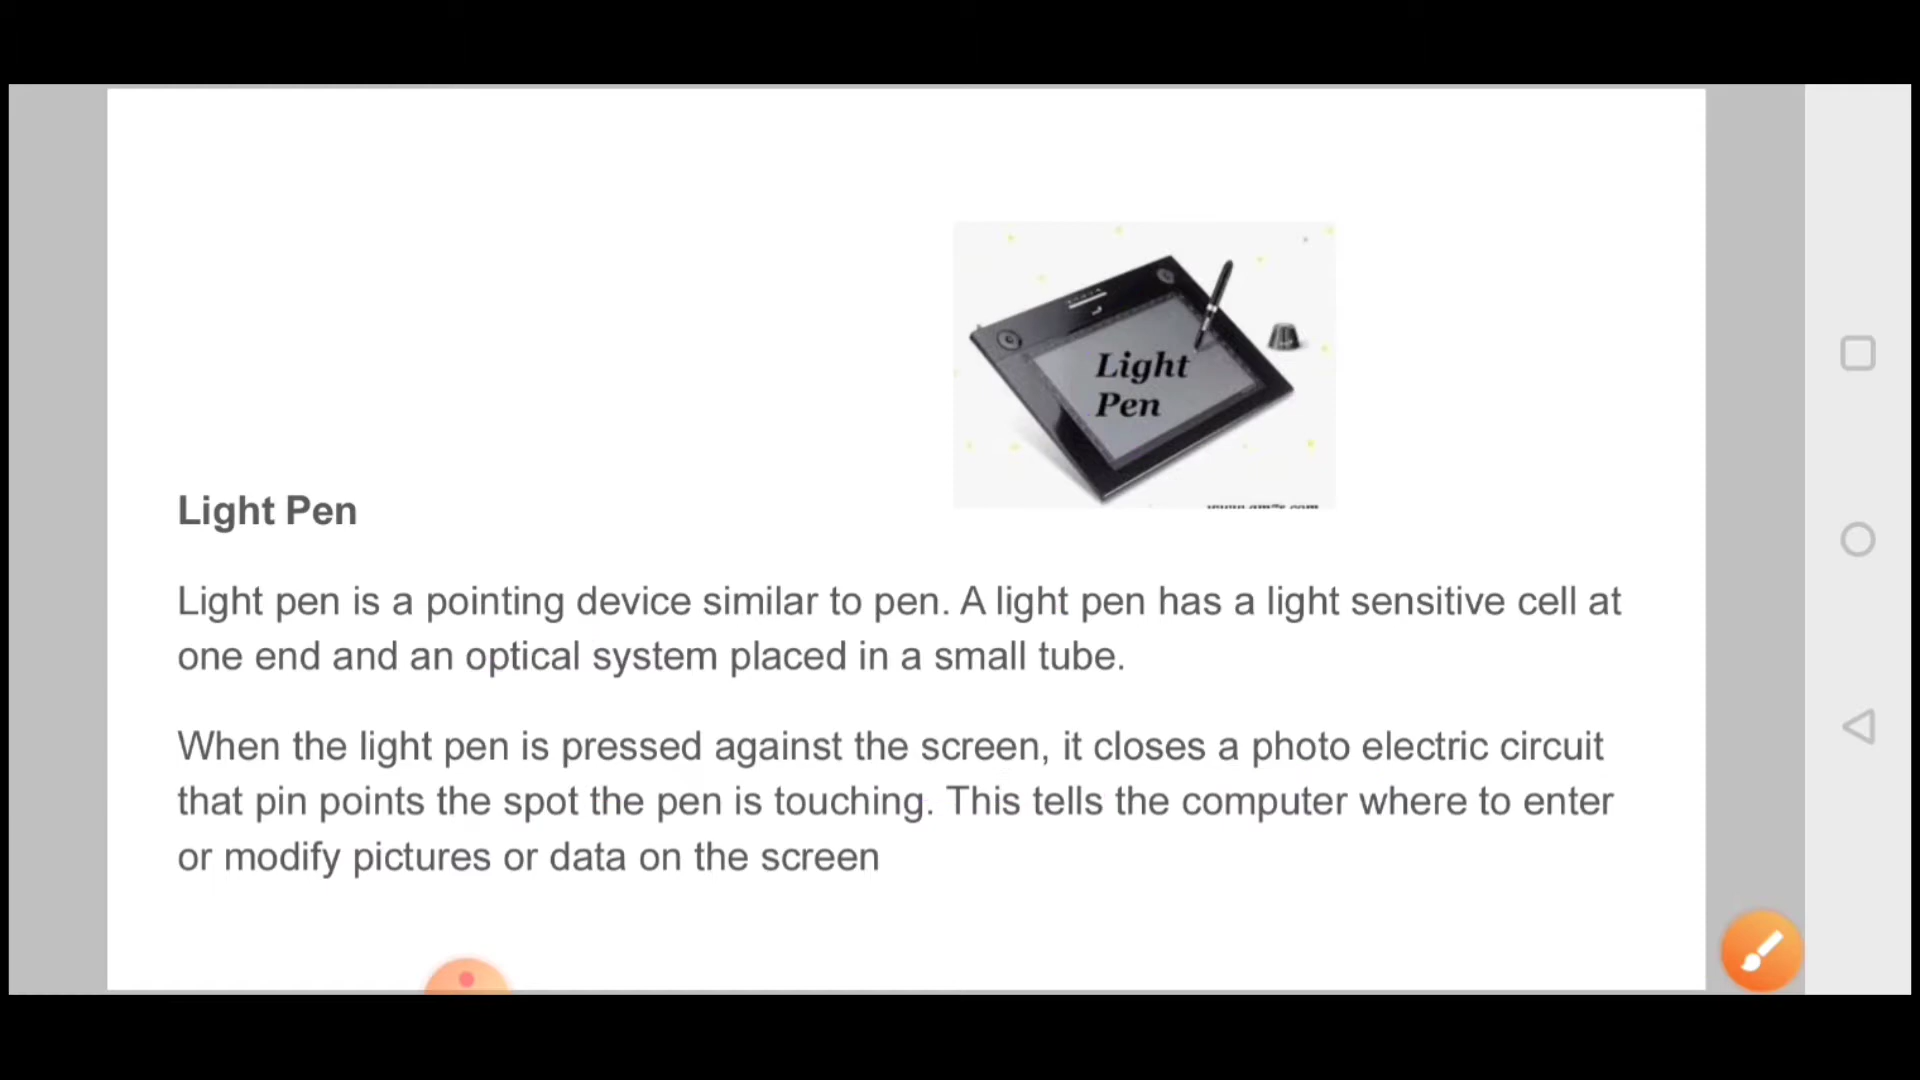 Light
Pen
Light Pen
Light pen is a pointing device similar to pen. A light pen has a light sensitive cell at
one end and an optical system placed in a small tube.
When the light pen is pressed against the screen, it closes a photo electric circuit
that pin points the spot the pen is touching. This tells the computer where to enter
or modify pictures or data on the screen